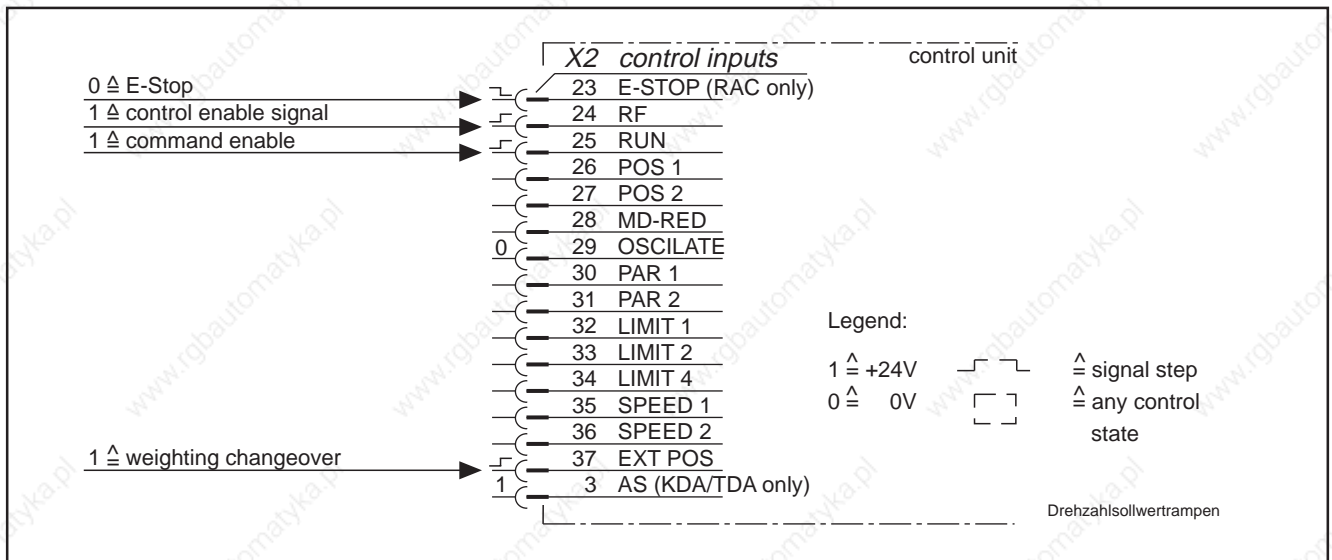 X2 control inputs
control unit
0 ≙ E-Stop
23 E-STOP (RAC only)
1 ≙ control enable signal
24 RF
1 ≙ command enable
25 RUN
26 POS 1
27 POS 2
28 MD-RED
0 29 OSCILATE
30 PAR 1
31 PAR 2
32 LIMIT 1
33 LIMIT 2
34 LIMIT 4
35 SPEED 1
36 SPEED 2
1 ≙ weighting changeover
37 EXT POS
1 3 AS (KDA/TDA only)
Legend:
1 ≙ +24V
≙ signal step
0 ≙ 0V
≙ any control
state
Drehzahlsollwertrampen
www.rgbautomatyka.pl